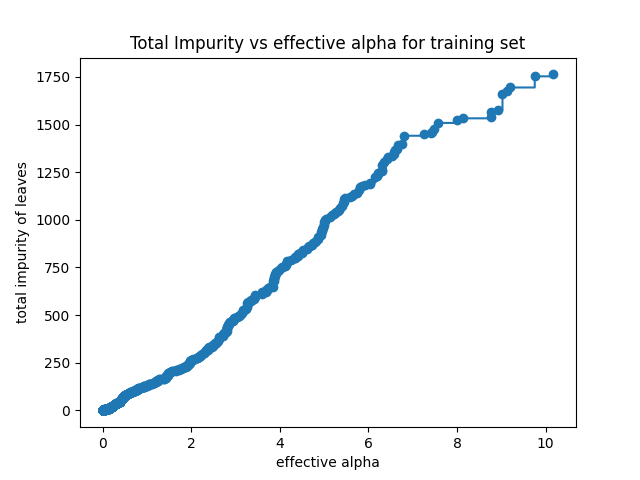 Total Impurity vs effective alpha for training set
1750
1500
1250
1000
750
500
250
0
total impurity of leaves
0 2 4 6 8 10
effective alpha